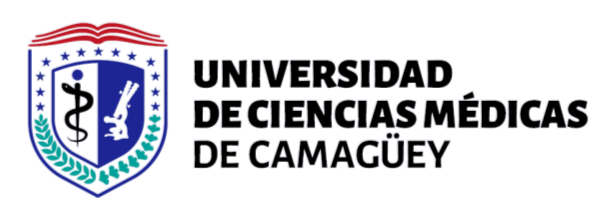 UNIVERSIDAD
DE CIENCIAS MÉDICAS
DE CAMAGÜEY